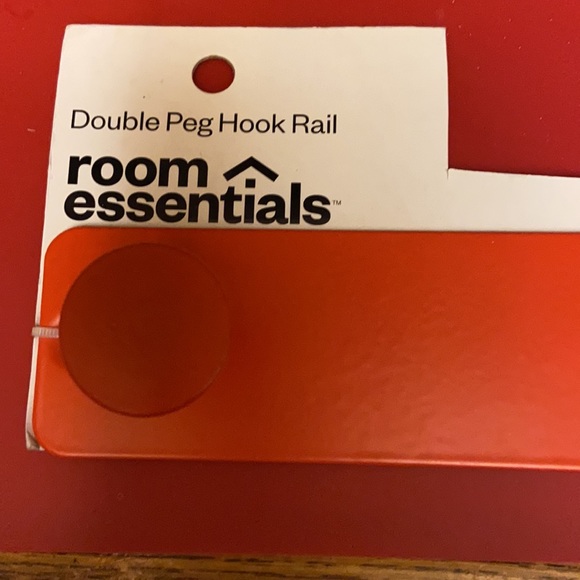 Double Peg Hook Rail
room
essentials™